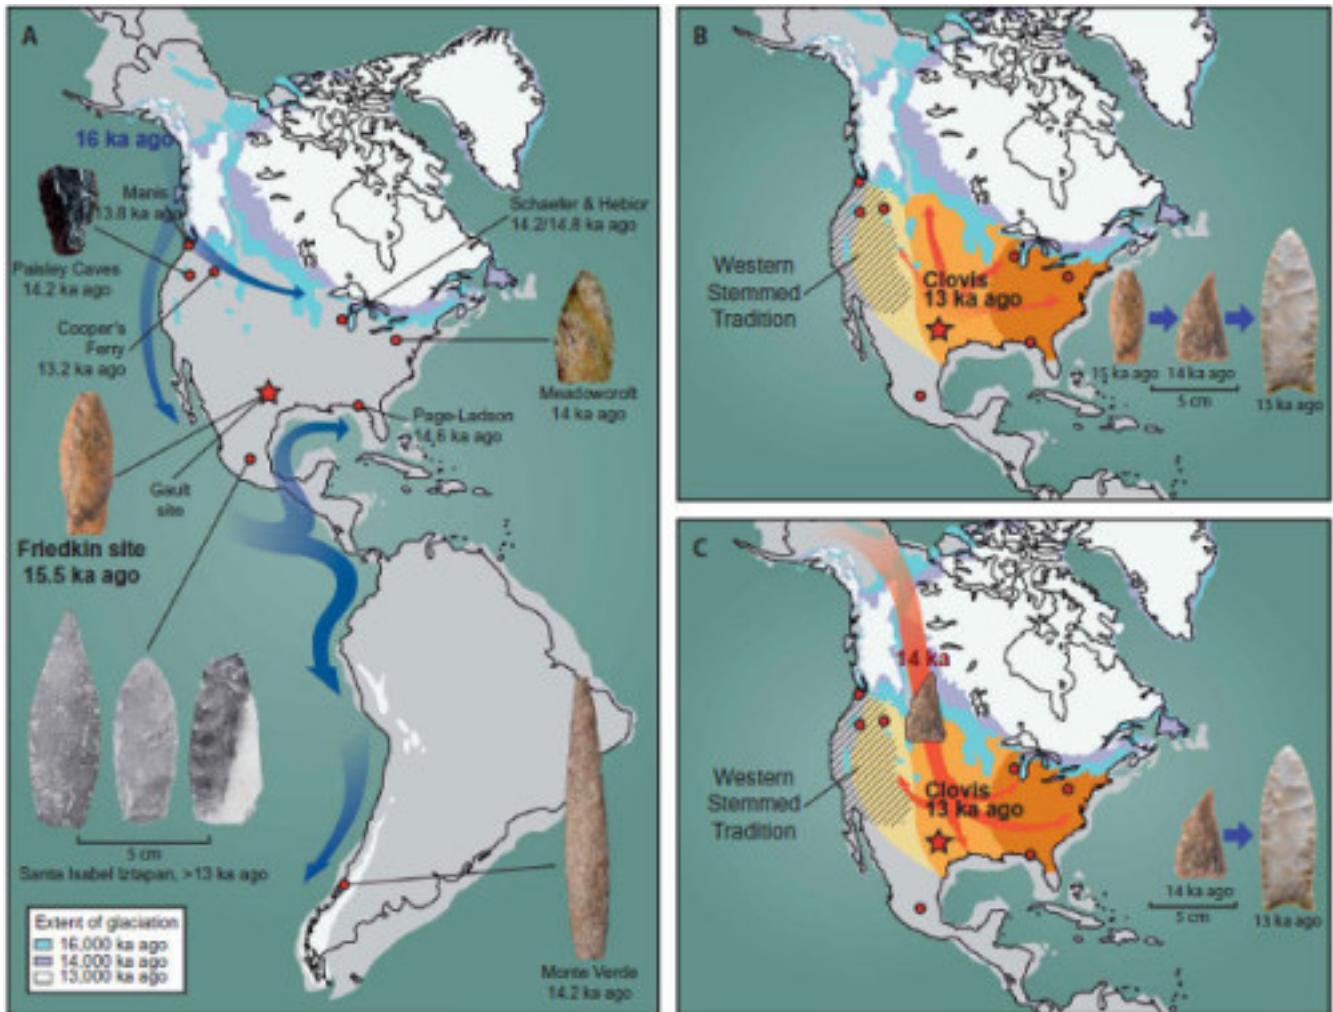 A
16 ka ago
Manis
13.8 ka ago
Schaefer & Hebior
14.2/14.8 ka ago
Paisley Caves
14.2 ka ago
Cooper's
Ferry
13.2 ka ago
Meadowcroft
14 ka ago
Page-Ladson
14.6 ka ago
Gault
site
Friedkin site
15.5 ka ago
5 cm
Santa Isabel Iztapan, >13 ka ago
Extent of glaciation
16,000 ka ago
14,000 ka ago
13,000 ka ago
Monte Verde
14.2 ka ago
B
Western
Stemmed
Tradition
Clovis
13 ka ago
15 ka ago
14 ka ago
5 cm
13 ka ago
C
14 ka
Western
Stemmed
Tradition
Clovis
13 ka ago
14 ka ago
5 cm
13 ka ago